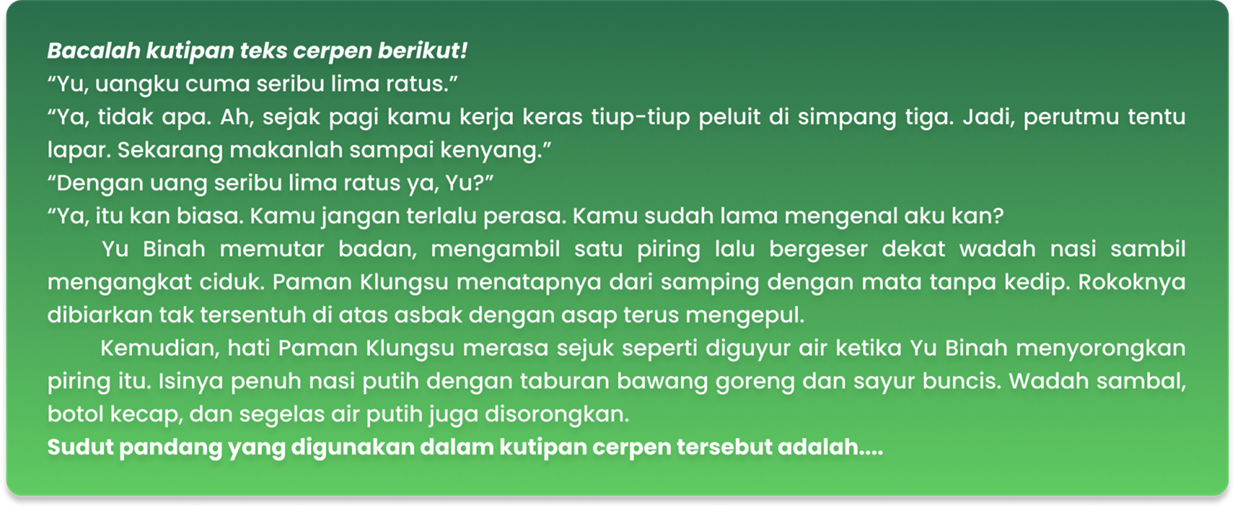 Bacalah kutipan teks cerpen berikut!
“Yu, uangku cuma seribu lima ratus.”
“Ya, tidak apa. Ah, sejak pagi kamu kerja keras tiup-tiup peluit di simpang tiga. Jadi, perutmu tentu
lapar. Sekarang makanlah sampai kenyang.”
“Dengan uang seribu lima ratus ya, Yu?”
“Ya, itu kan biasa. Kamu jangan terlalu perasa. Kamu sudah lama mengenal aku kan?
Yu Binah memutar badan, mengambil satu piring lalu bergeser dekat wadah nasi sambil
mengangkat ciduk. Paman Klungsu menatapnya dari samping dengan mata tanpa kedip. Rokoknya
dibiarkan tak tersentuh di atas asbak dengan asap terus mengepul.
Kemudian, hati Paman Klungsu merasa sejuk seperti diguyur air ketika Yu Binah menyorongkan
piring itu. Isinya penuh nasi putih dengan taburan bawang goreng dan sayur buncis. Wadah sambal,
botol kecap, dan segelas air putih juga disorongkan.
Sudut pandang yang digunakan dalam kutipan cerpen tersebut adalah....